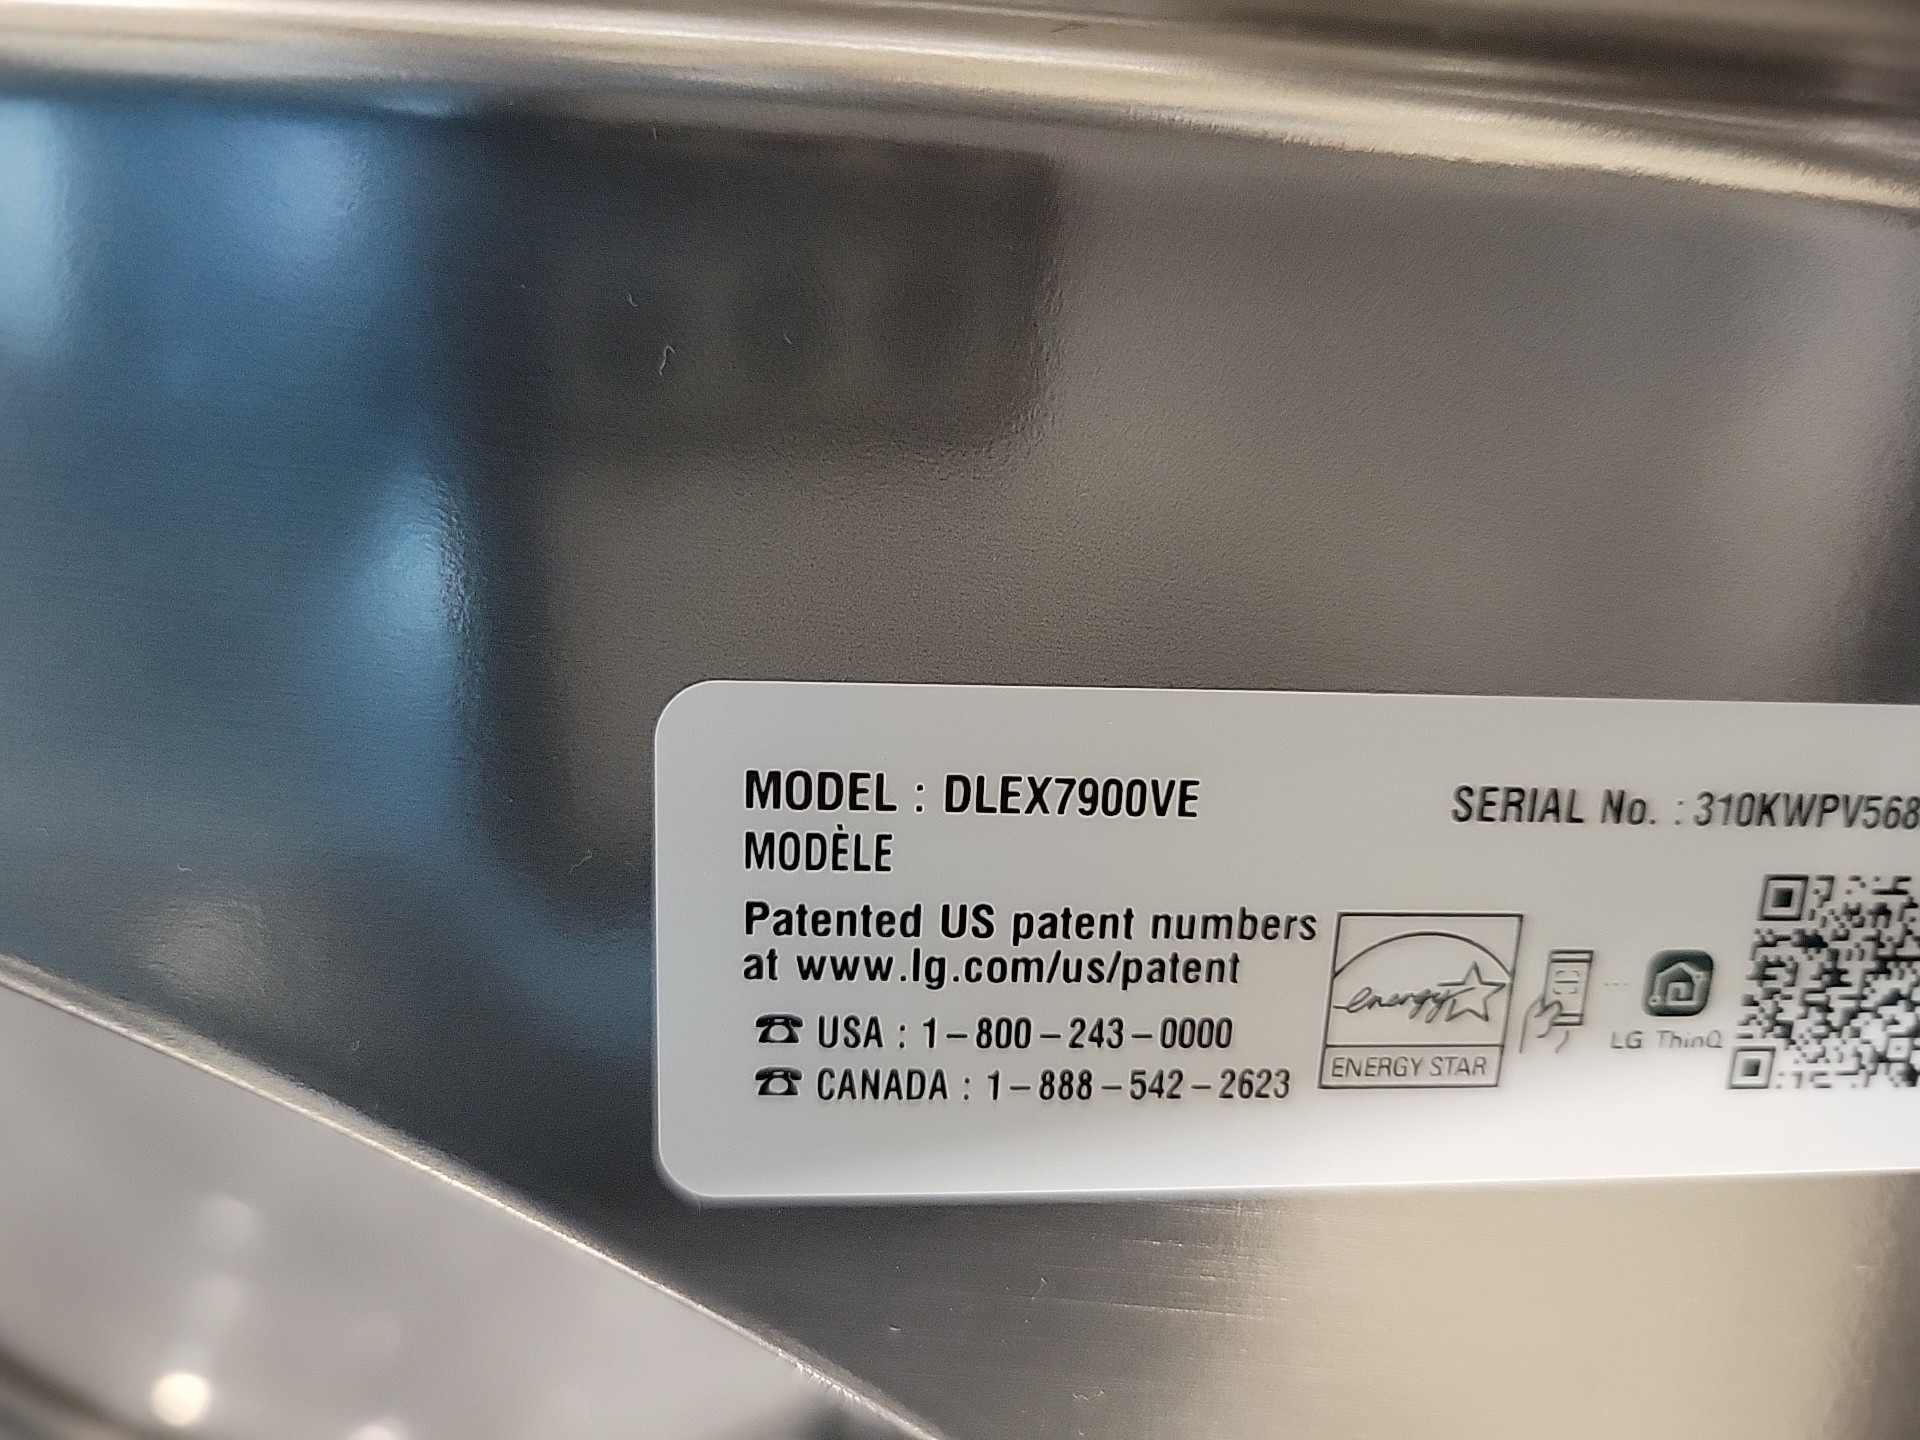 MODEL : DLEX7900VE
SERIAL No. : 310KWPV568
MODÈLE
Patented US patent numbers
at www.lg.com/us/patent
☎ USA : 1-800-243-0000
☎ CANADA : 1-888-542-2623
energy
ENERGY STAR
LG ThinQ